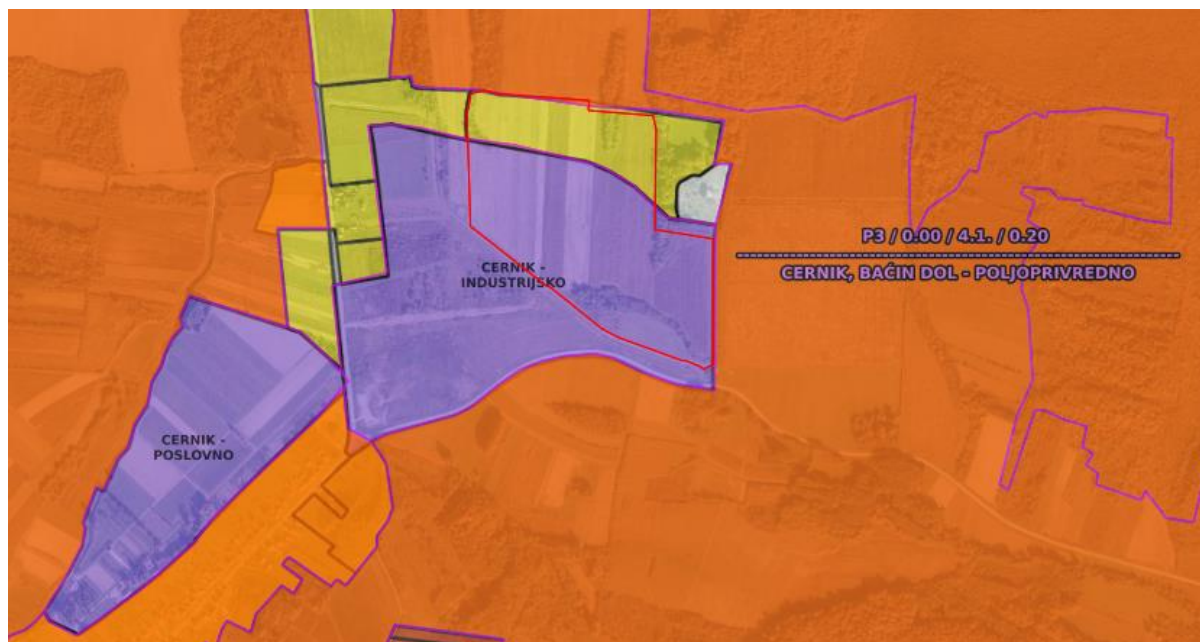 P3 / 0.00 / 4.1. / 0.20
CERNIK, BAĆIN DOL - POLJOPRIVREDNO
CERNIK -
INDUSTRIJSKO
CERNIK -
POSLOVNO